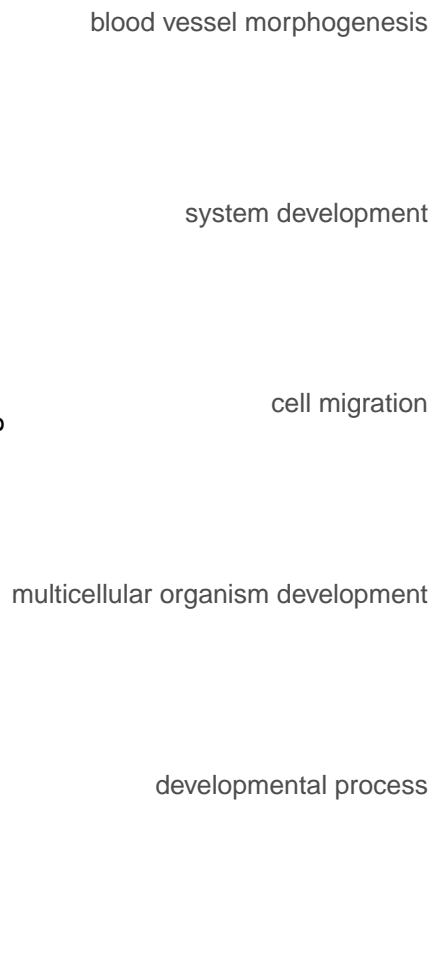 blood vessel morphogenesis
system development
cell migration
multicellular organism development
developmental process